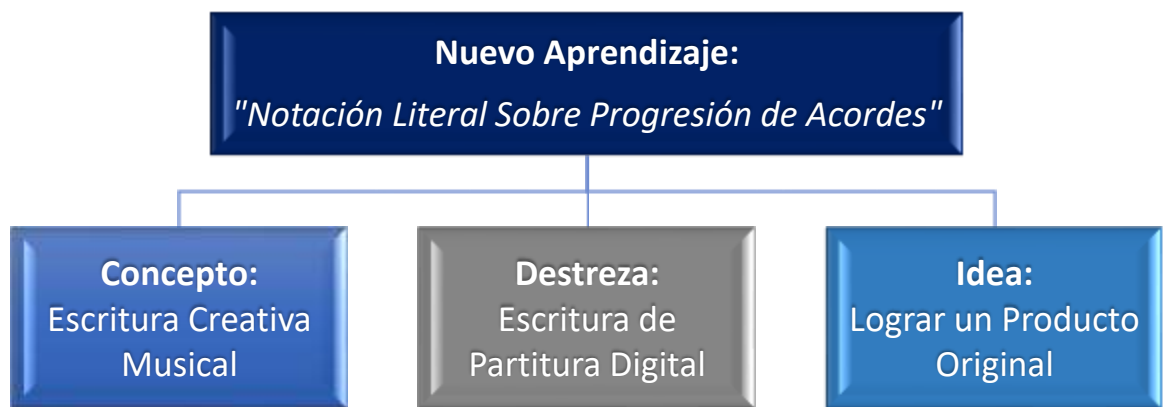 Nuevo Aprendizaje:
"Notación Literal Sobre Progresión de Acordes"
Concepto:
Escritura Creativa
Musical
Destreza:
Escritura de
Partitura Digital
Idea:
Lograr un Producto
Original